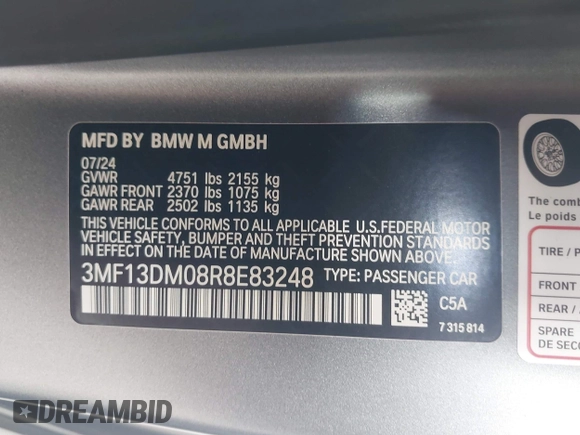 MFD BY BMW M GMBH
07/24
GVWR 4751 lbs 2155 kg
GAWR FRONT 2370 lbs 1075 kg
GAWR REAR 2502 lbs 1135 kg
THIS VEHICLE CONFORMS TO ALL APPLICABLE U.S.FEDERAL MOTOR
VEHICLE SAFETY, BUMPER AND THEFT PREVENTION STANDARDS
IN EFFECT ON THE DATE OF MANUFACTURE SHOWN ABOVE.
3MF13DM08R8E83248 TYPE: PASSENGER CAR
C5A
7 315 814
The comb
Le poids
TIRE / P
FRONT
REAR /
SPARE
DE SECO
DREAMBID